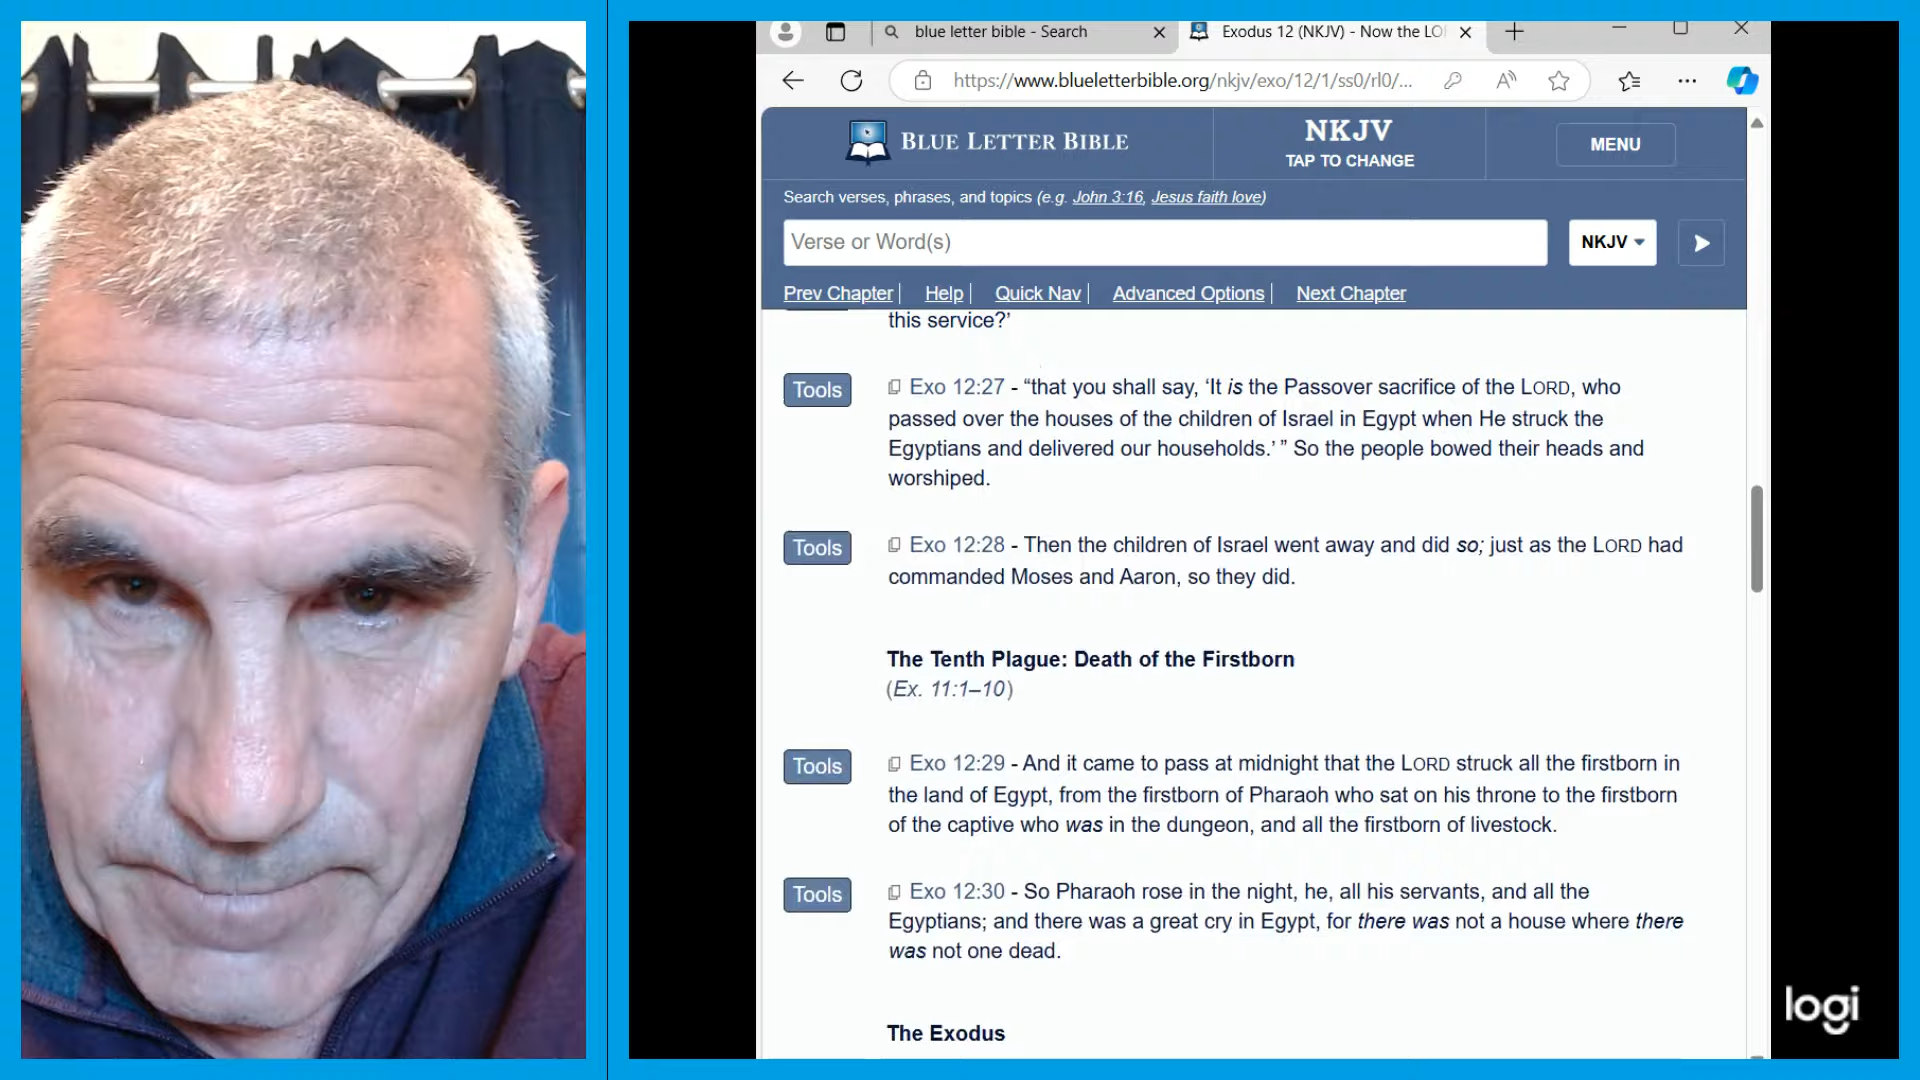 blue letter bible - Search
Exodus 12 (NKJV) - Now the LO
https://www.blueletterbible.org/nkjv/exo/12/1/ss0/rl0/...
BLUE LETTER BIBLE
NKJV
TAP TO CHANGE
MENU
Search verses, phrases, and topics (e.g. John 3:16, Jesus faith love)
Verse or Word(s)
NKJV
Prev Chapter| Help| Quick Nav| Advanced Options| Next Chapter
this service?’
Tools
Exo 12:27 - “that you shall say, ‘It is the Passover sacrifice of the LORD, who
passed over the houses of the children of Israel in Egypt when He struck the
Egyptians and delivered our households.’ ” So the people bowed their heads and
worshiped.
Tools
Exo 12:28 - Then the children of Israel went away and did so; just as the LORD had
commanded Moses and Aaron, so they did.
The Tenth Plague: Death of the Firstborn
(Ex. 11:1–10)
Tools
Exo 12:29 - And it came to pass at midnight that the LORD struck all the firstborn in
the land of Egypt, from the firstborn of Pharaoh who sat on his throne to the firstborn
of the captive who was in the dungeon, and all the firstborn of livestock.
Tools
Exo 12:30 - So Pharaoh rose in the night, he, all his servants, and all the
Egyptians; and there was a great cry in Egypt, for there was not a house where there
was not one dead.
The Exodus
logi